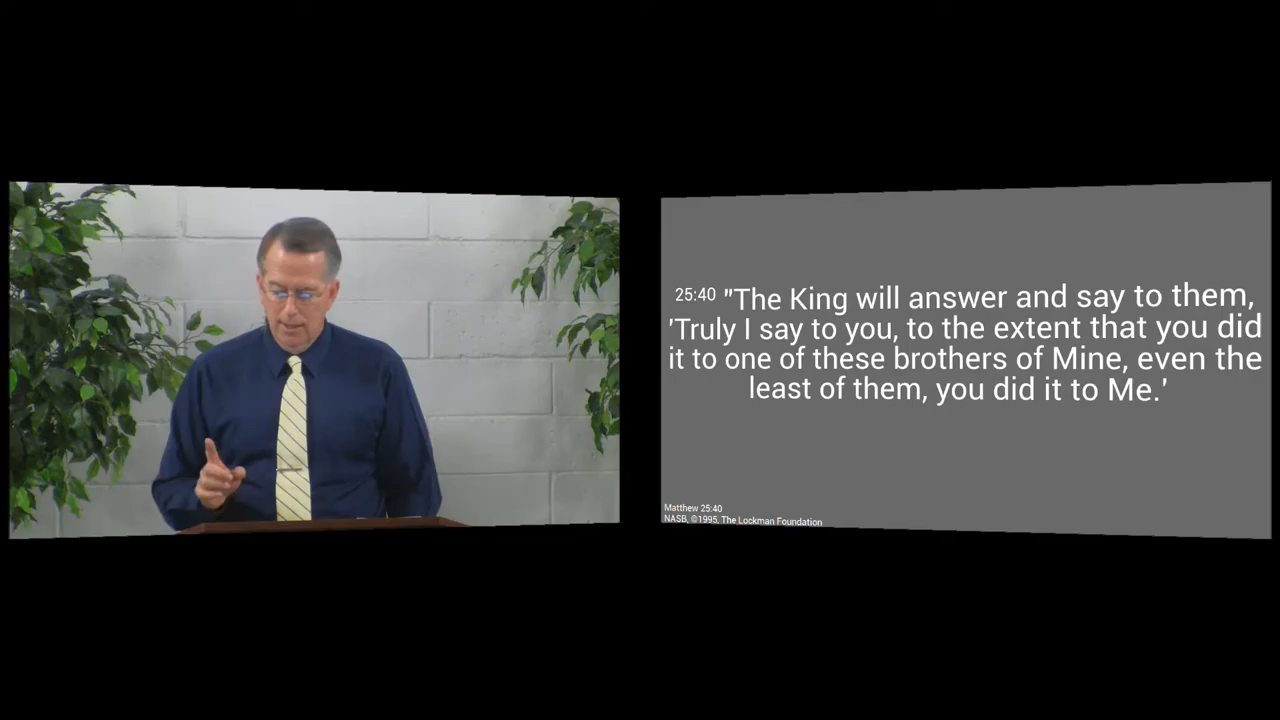 25:40 "The King will answer and say to them,
'Truly I say to you, to the extent that you did
it to one of these brothers of Mine, even the
least of them, you did it to Me.'
Matthew 25:40
NASB, ©1995, The Lockman Foundation